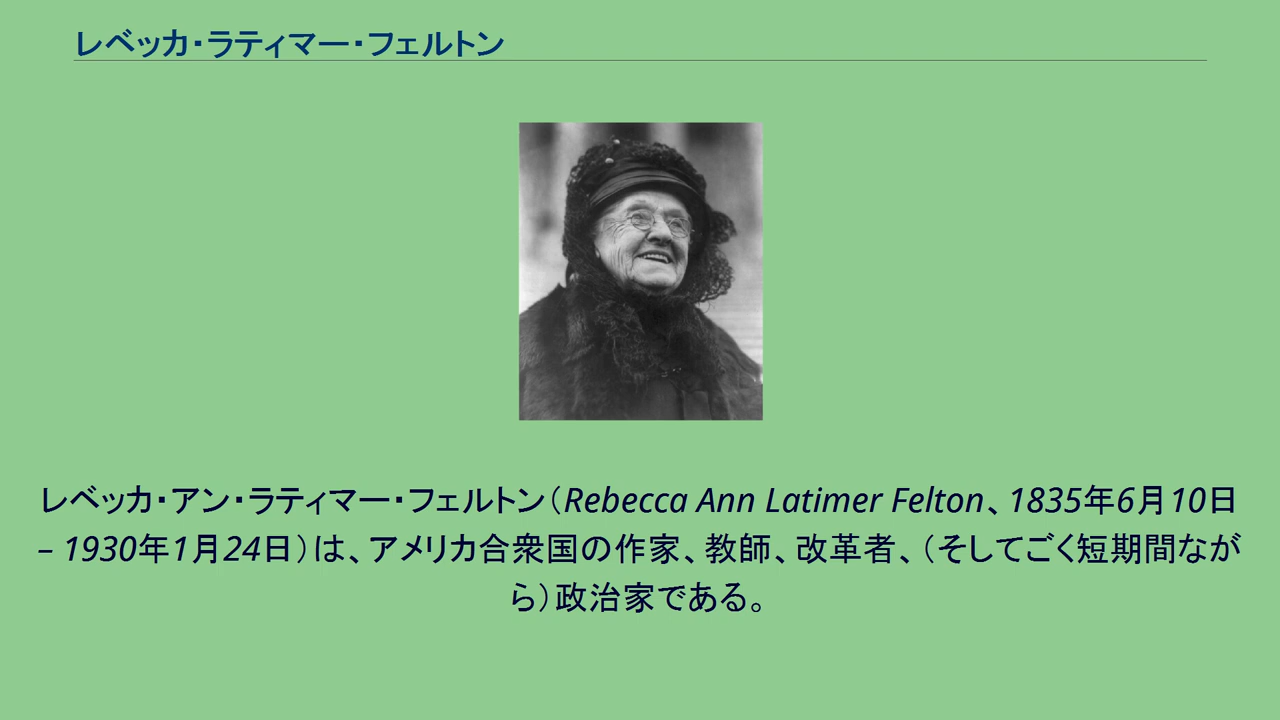 レベッカ・ラティマー・フェルトン
レベッカ・アン・ラティマー・フェルトン（Rebecca Ann Latimer Felton、1835年6月10日
– 1930年1月24日）は、アメリカ合衆国の作家、教師、改革者、（そしてごく短期間なが
ら）政治家である。